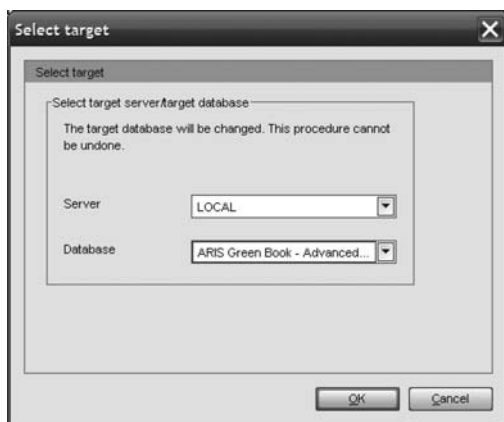 Select target
Select target
Select target server/target database
The target database will be changed. This procedure cannot
be undone.
Server
LOCAL
Database
ARIS Green Book - Advanced...
OK
Cancel